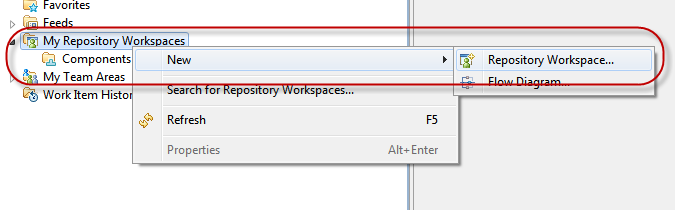 Favorites
Feeds
My Repository Workspaces
Components
My Team Areas
Work Item Histor
New
Search for Repository Workspaces...
Refresh F5
Properties Alt+Enter
Repository Workspace...
Flow Diagram...